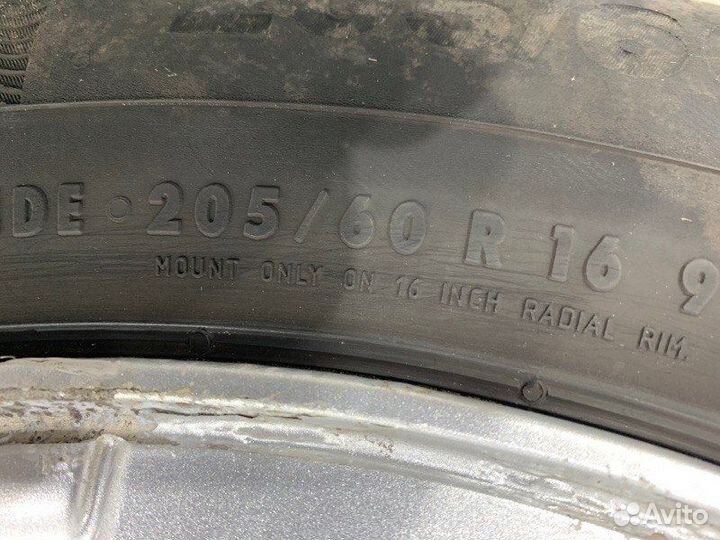 DE 205/60 R 16 9
MOUNT ONLY ON 16 INCH RADIAL RIM.
Avito